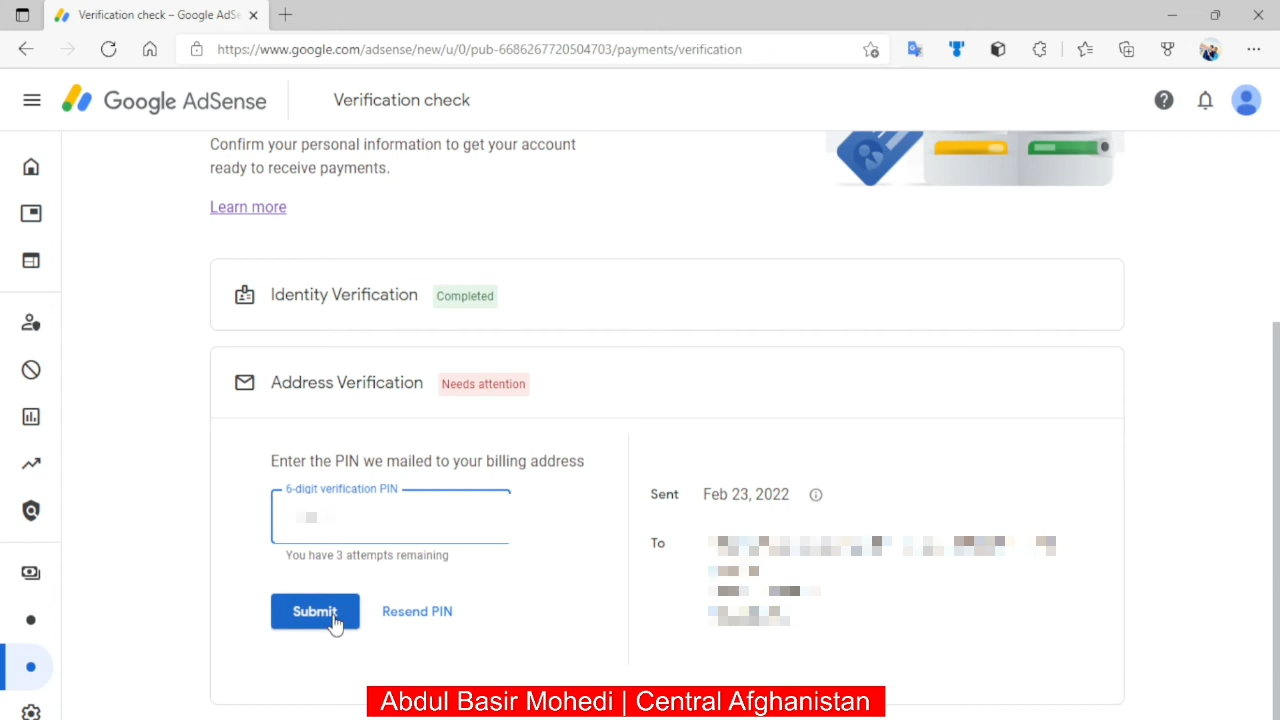 Verification check – Google AdSe
https://www.google.com/adsense/new/u/0/pub-6686267720504703/payments/verification
Google AdSense
Verification check
Confirm your personal information to get your account
ready to receive payments.
Learn more
Identity Verification
Completed
Address Verification
Needs attention
Enter the PIN we mailed to your billing address
6-digit verification PIN
You have 3 attempts remaining
Submit
Resend PIN
Sent
Feb 23, 2022
To
Abdul Basir Mohedi | Central Afghanistan